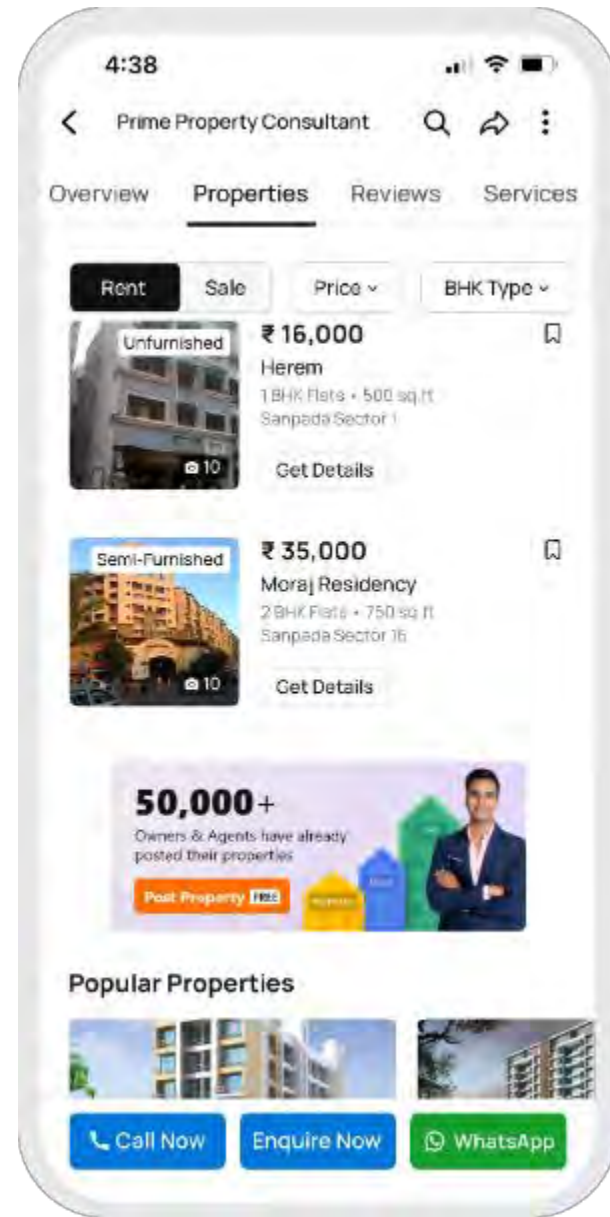 4:38
Prime Property Consultant
Overview Properties Reviews Services
Rent Sale Price BHK Type
Unfurnished
₹ 16,000
Herem
1 BHK Flats • 500 sq.ft
Sanpada Sector 1
10
Get Details
Semi-Furnished
₹ 35,000
Moraj Residency
2 BHK Flats • 750 sq.ft
Sanpada Sector 16
10
Get Details
50,000+
Owners & Agents have already
posted their properties
Post Property FREE
Popular Properties
Call Now Enquire Now WhatsApp